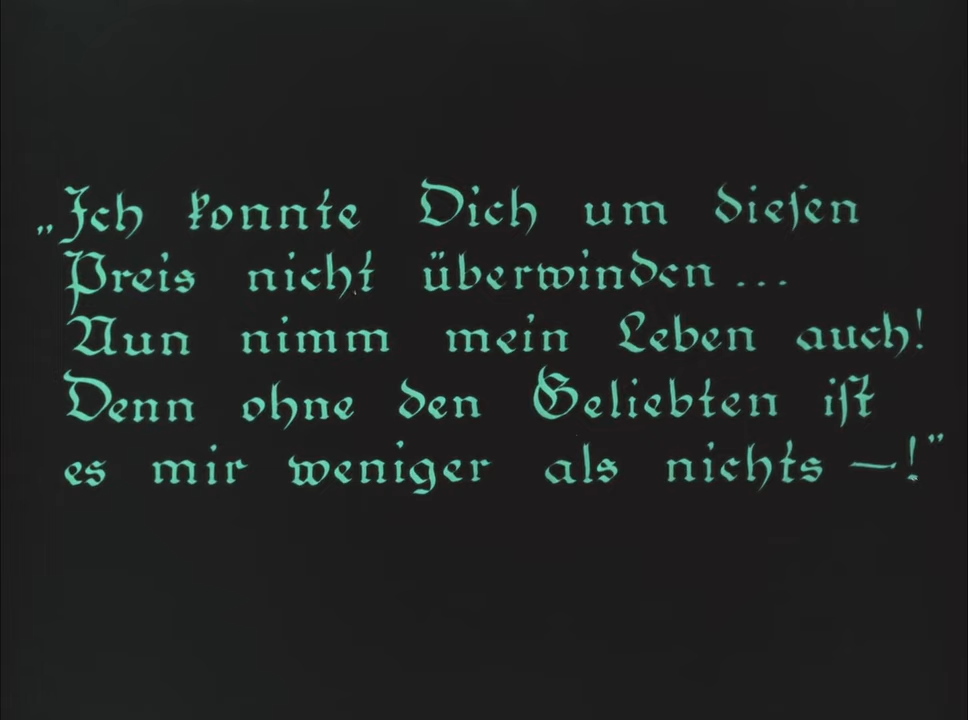 „Ich konnte Dich um diesen
Preis nicht überwinden ...
Nun nimm mein Leben auch!
Denn ohne den Geliebten ist
es mir weniger als nichts —!”